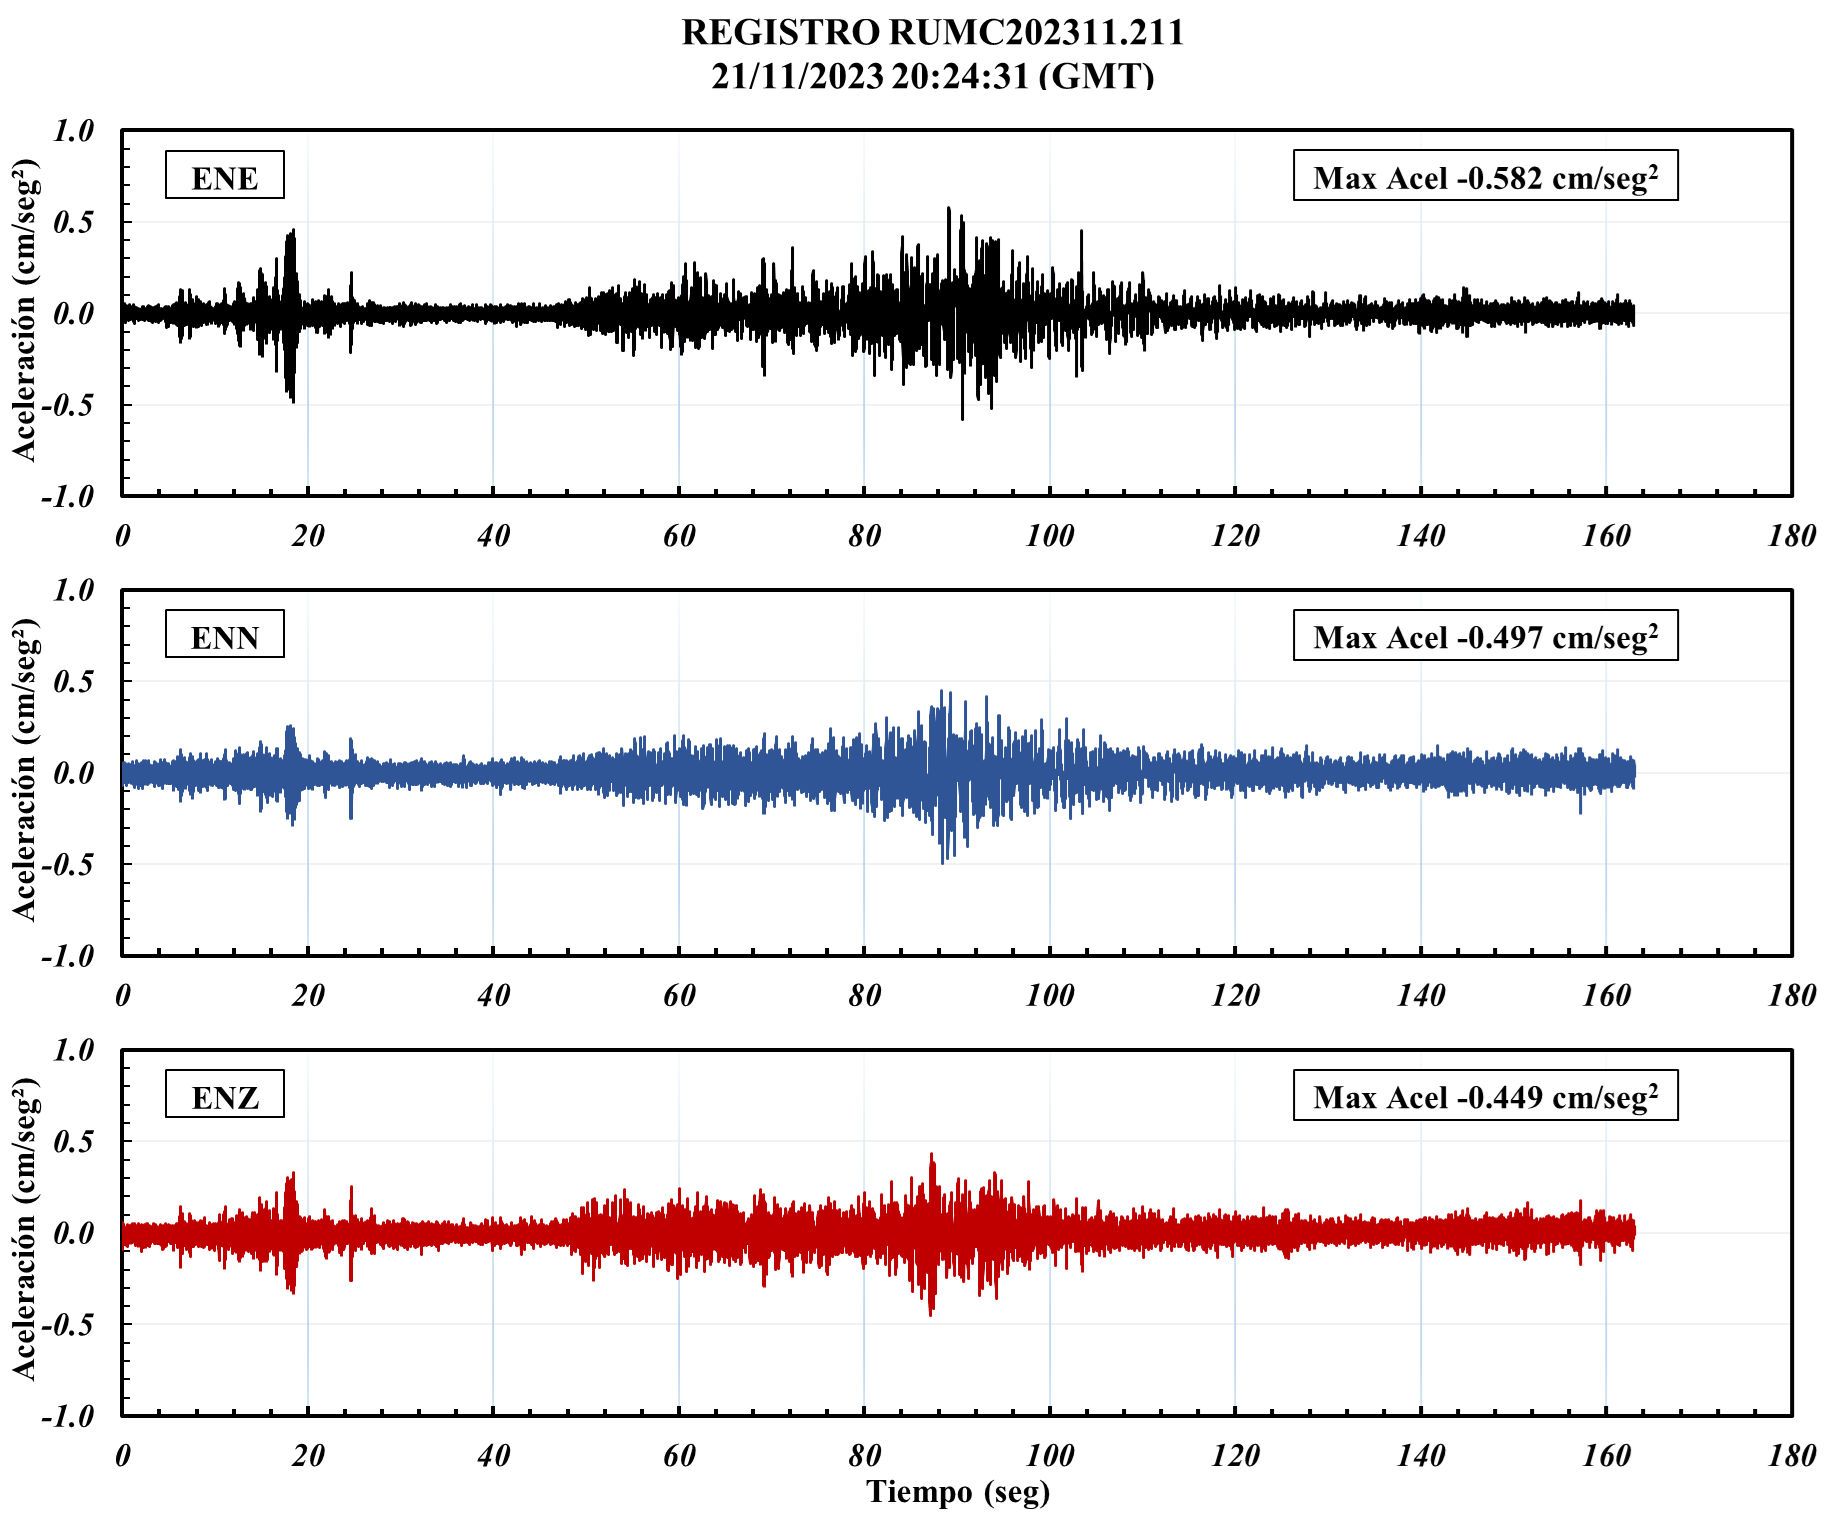 REGISTRO RUMC202311.211
21/11/2023 20:24:31 (GMT)
Aceleración (cm/seg²)
1.0
0.5
0.0
-0.5
-1.0
ENE
Max Acel -0.582 cm/seg²
0 20 40 60 80 100 120 140 160 180
Aceleración (cm/seg²)
1.0
0.5
0.0
-0.5
-1.0
ENN
Max Acel -0.497 cm/seg²
0 20 40 60 80 100 120 140 160 180
Aceleración (cm/seg²)
1.0
0.5
0.0
-0.5
-1.0
ENZ
Max Acel -0.449 cm/seg²
0 20 40 60 80 100 120 140 160 180
Tiempo (seg)